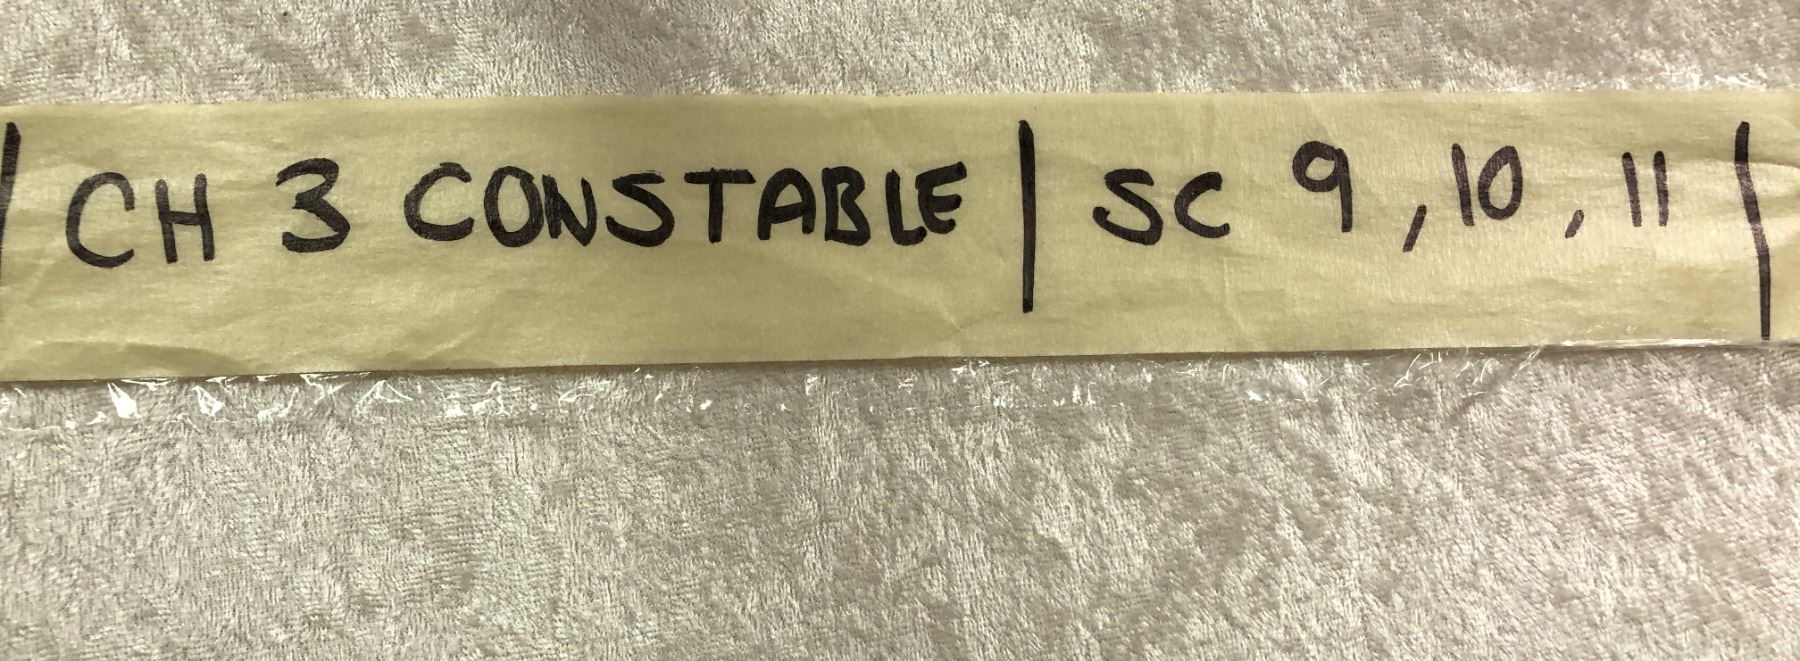 | CH 3 CONSTABLE | SC 9, 10, 11 |